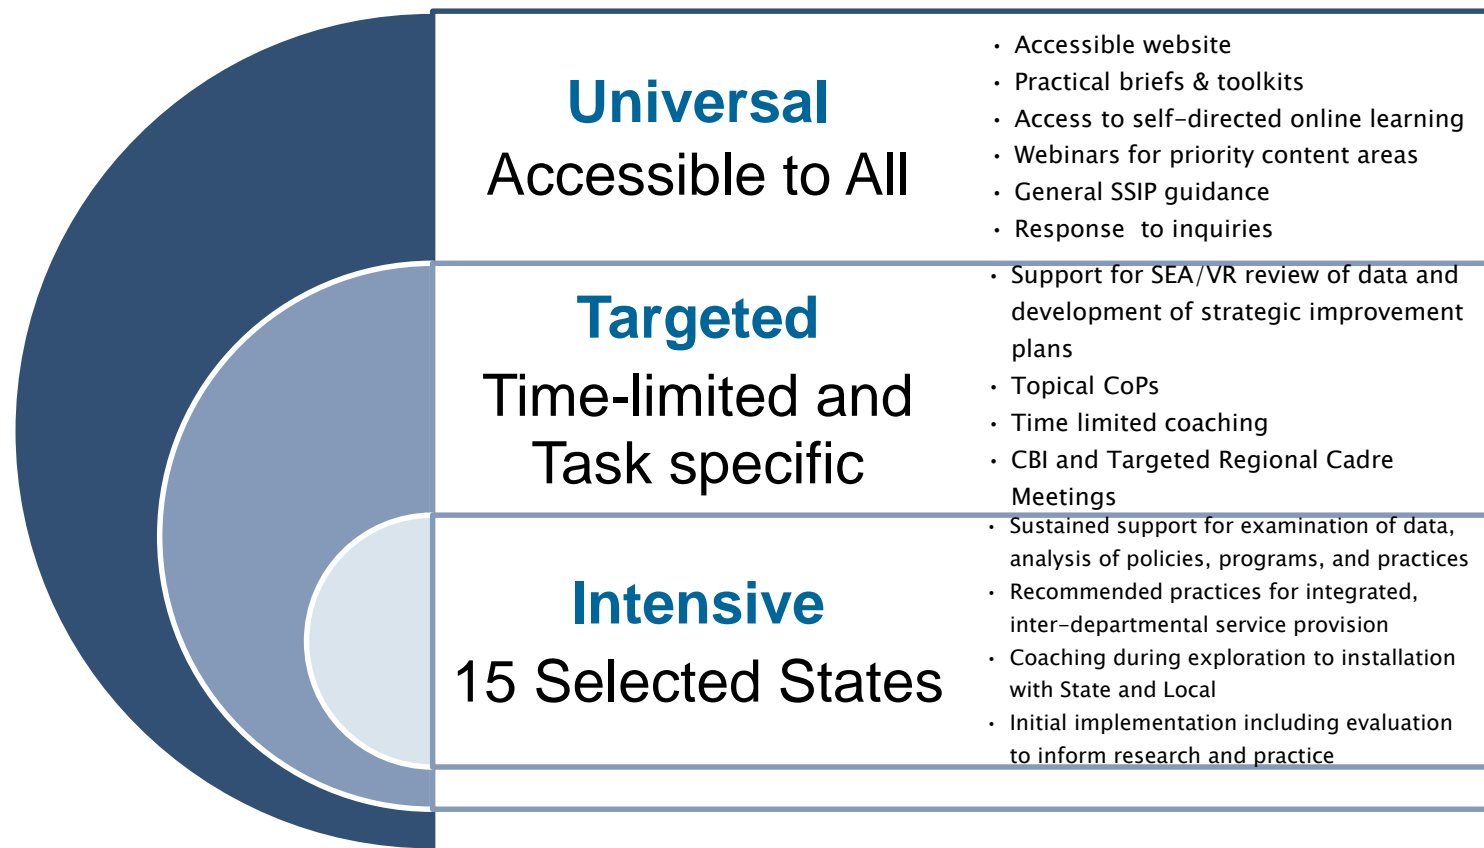 Universal
Accessible to All
• Accessible website
• Practical briefs & toolkits
• Access to self-directed online learning
• Webinars for priority content areas
• General SSIP guidance
• Response  to inquiries
Targeted
Time-limited and
Task specific
• Support for SEA/VR review of data and
development of strategic improvement
plans
• Topical CoPs
• Time limited coaching
• CBI and Targeted Regional Cadre
Meetings
Intensive
15 Selected States
• Sustained support for examination of data,
analysis of policies, programs, and practices
• Recommended practices for integrated,
inter-departmental service provision
• Coaching during exploration to installation
with State and Local
• Initial implementation including evaluation
to inform research and practice